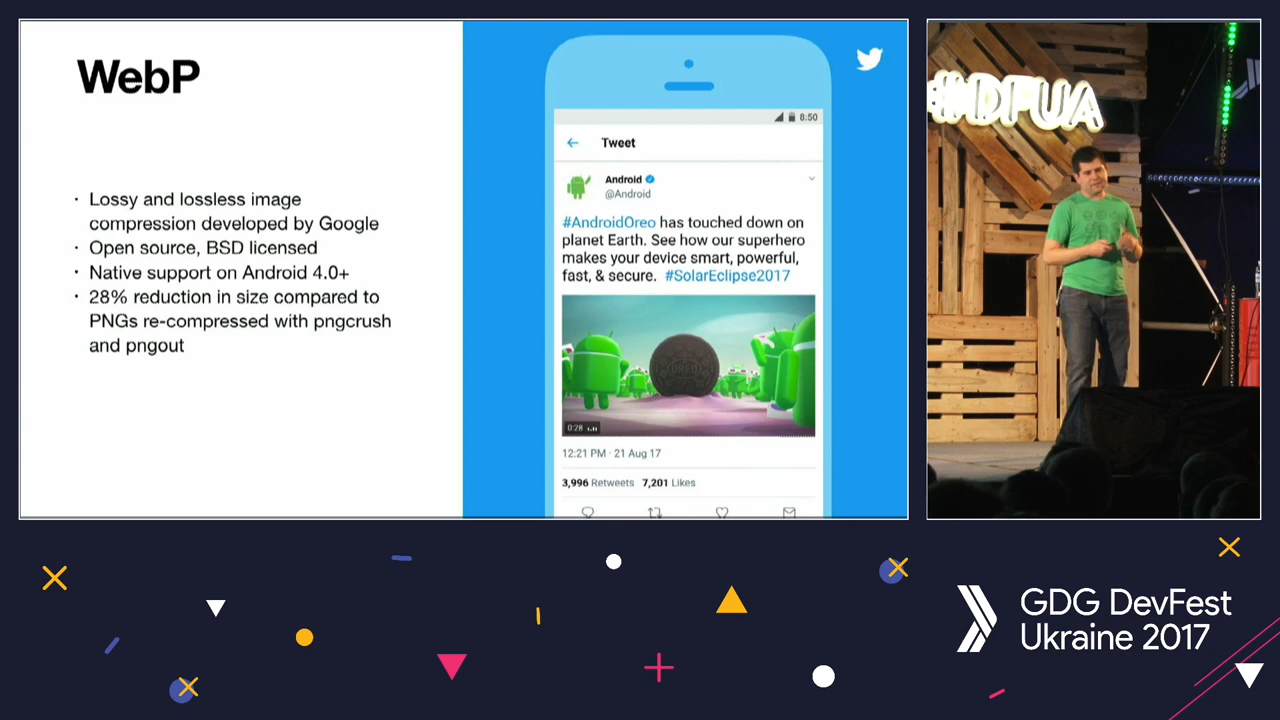 WebP
· Lossy and lossless image
compression developed by Google
· Open source, BSD licensed
· Native support on Android 4.0+
· 28% reduction in size compared to
PNGs re-compressed with pngcrush
and pngout
8:50
Tweet
Android
@Android
#AndroidOreo has touched down on
planet Earth. See how our superhero
makes your device smart, powerful,
fast, & secure. #SolarEclipse2017
OREO
0:28
12:21 PM · 21 Aug 17
3,996 Retweets 7,201 Likes
#DFUA
GDG DevFest
Ukraine 2017